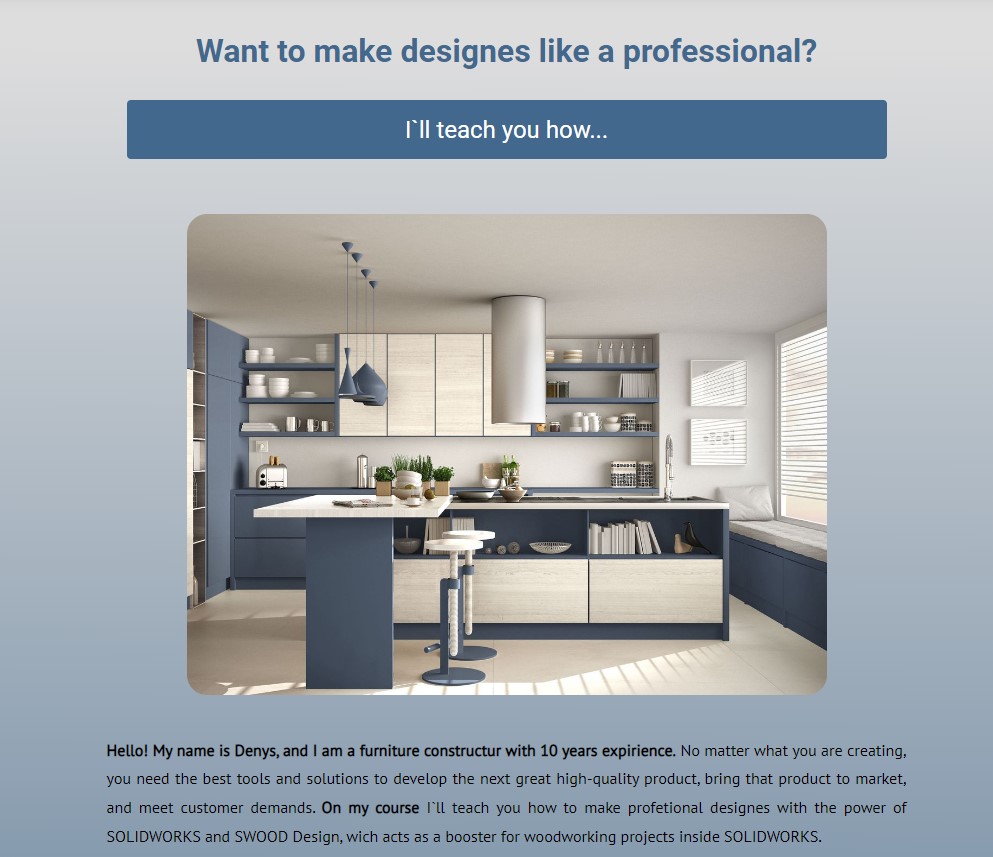 Want to make designes like a professional?
I`ll teach you how...
Hello! My name is Denys, and I am a furniture constructur with 10 years expirience. No matter what you are creating,
you need the best tools and solutions to develop the next great high-quality product, bring that product to market,
and meet customer demands. On my course I`ll teach you how to make profetional designes with the power of
SOLIDWORKS and SWOOD Design, wich acts as a booster for woodworking projects inside SOLIDWORKS.